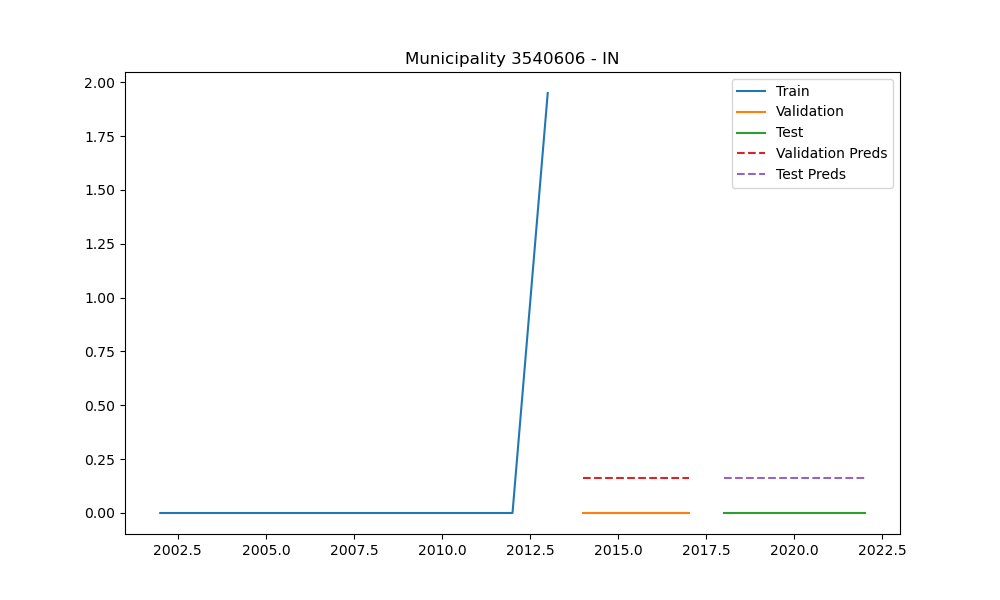 Municipality 3540606 - IN
2.00
1.75
1.50
1.25
1.00
0.75
0.50
0.25
0.00
2002.5 2005.0 2007.5 2010.0 2012.5 2015.0 2017.5 2020.0 2022.5
Train
Validation
Test
Validation Preds
Test Preds